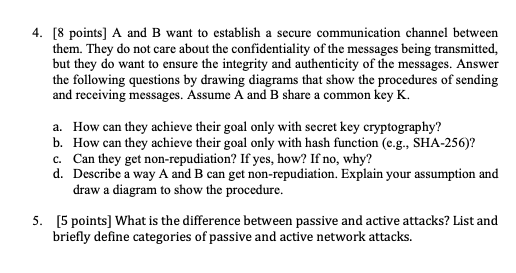 4. [8 points] A and B want to establish a secure communication channel between
them. They do not care about the confidentiality of the messages being transmitted,
but they do want to ensure the integrity and authenticity of the messages. Answer
the following questions by drawing diagrams that show the procedures of sending
and receiving messages. Assume A and B share a common key K.
a. How can they achieve their goal only with secret key cryptography?
b. How can they achieve their goal only with hash function (e.g., SHA-256)?
c. Can they get non-repudiation? If yes, how? If no, why?
d. Describe a way A and B can get non-repudiation. Explain your assumption and
draw a diagram to show the procedure.
5. [5 points] What is the difference between passive and active attacks? List and
briefly define categories of passive and active network attacks.